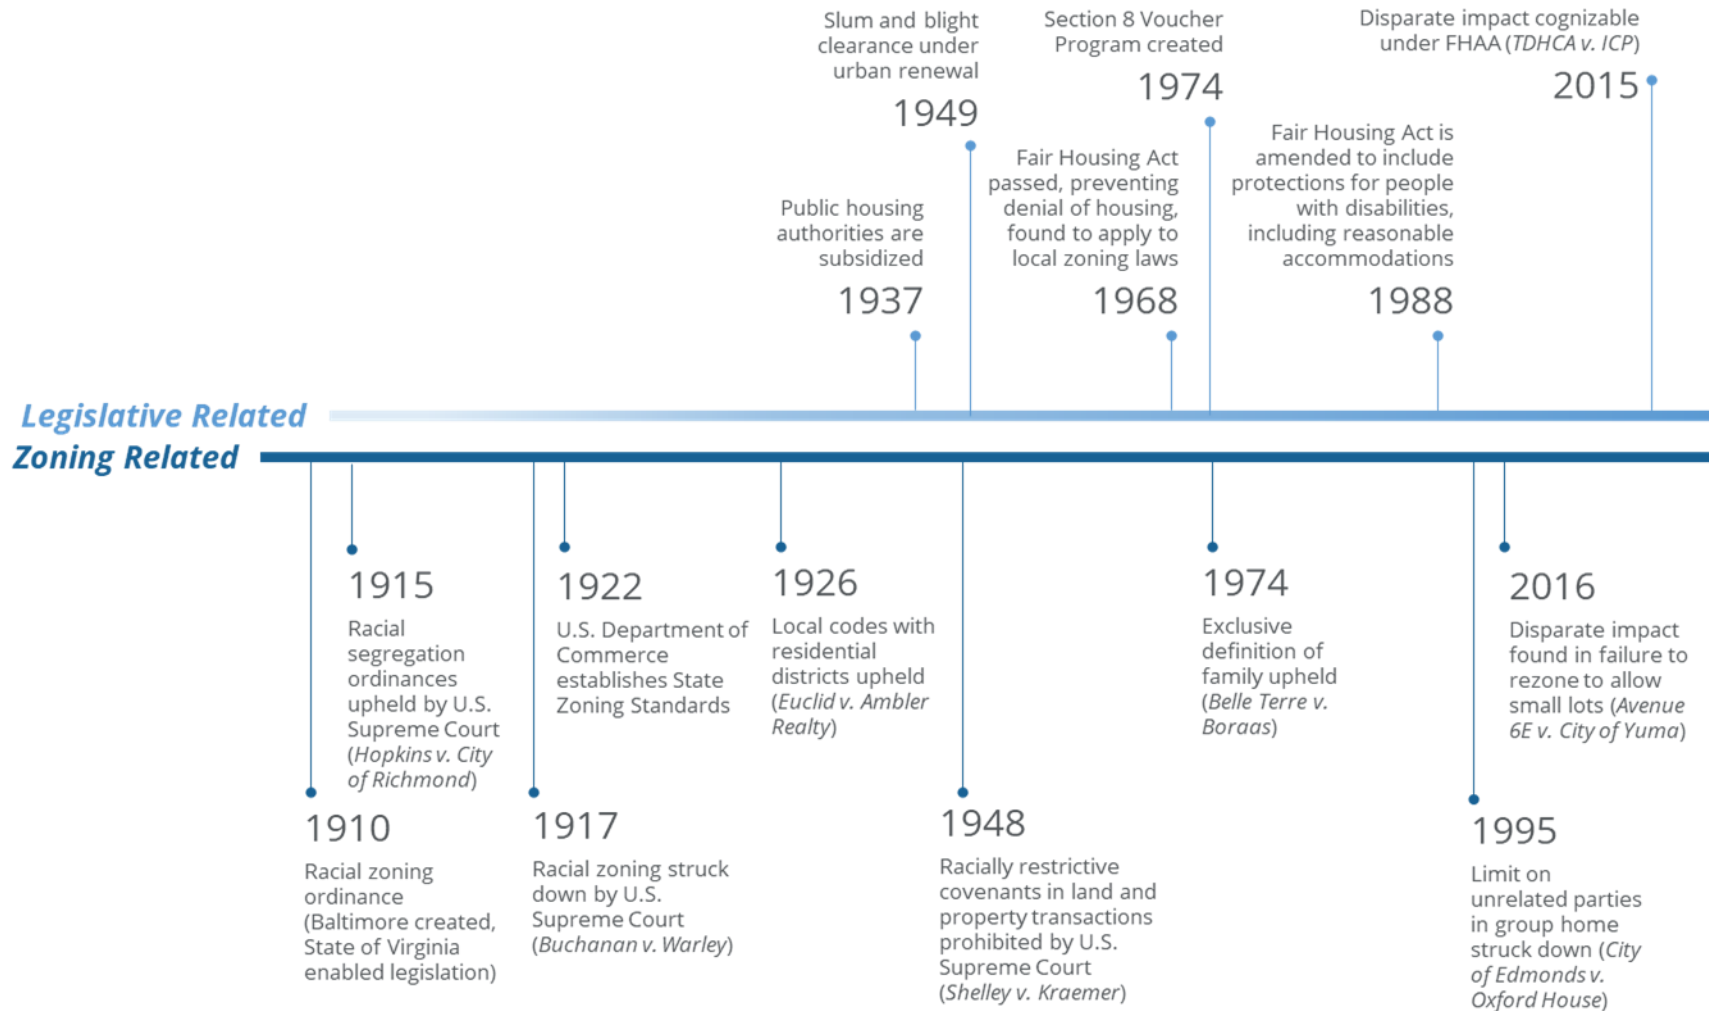 Slum and blight
clearance under
urban renewal
1949
Section 8 Voucher
Program created
1974
Disparate impact cognizable
under FHAA (TDHCA v. ICP)
2015
Public housing
authorities are
subsidized
1937
Fair Housing Act
passed, preventing
denial of housing,
found to apply to
local zoning laws
1968
Fair Housing Act is
amended to include
protections for people
with disabilities,
including reasonable
accommodations
1988
Legislative Related
Zoning Related
1915
Racial
segregation
ordinances
upheld by U.S.
Supreme Court
(Hopkins v. City
of Richmond)
1922
U.S. Department of
Commerce
establishes State
Zoning Standards
1926
Local codes with
residential
districts upheld
(Euclid v. Ambler
Realty)
1974
Exclusive
definition of
family upheld
(Belle Terre v.
Boraas)
2016
Disparate impact
found in failure to
rezone to allow
small lots (Avenue
6E v. City of Yuma)
1910
Racial zoning
ordinance
(Baltimore created,
State of Virginia
enabled legislation)
1917
Racial zoning struck
down by U.S.
Supreme Court
(Buchanan v. Warley)
1948
Racially restrictive
covenants in land and
property transactions
prohibited by U.S.
Supreme Court
(Shelley v. Kraemer)
1995
Limit on
unrelated parties
in group home
struck down (City
of Edmonds v.
Oxford House)